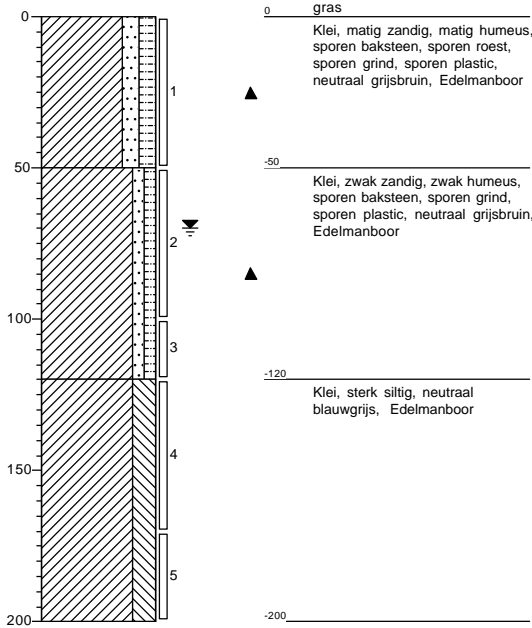 0
50
100
150
200
1
2
3
4
5
0
gras
Klei, matig zandig, matig humeus,
sporen baksteen, sporen roest,
sporen grind, sporen plastic,
neutraal grijsbruin, Edelmanboor
-50
Klei, zwak zandig, zwak humeus,
sporen baksteen, sporen grind,
sporen plastic, neutraal grijsbruin,
Edelmanboor
-120
Klei, sterk siltig, neutraal
blauwgrijs, Edelmanboor
-200